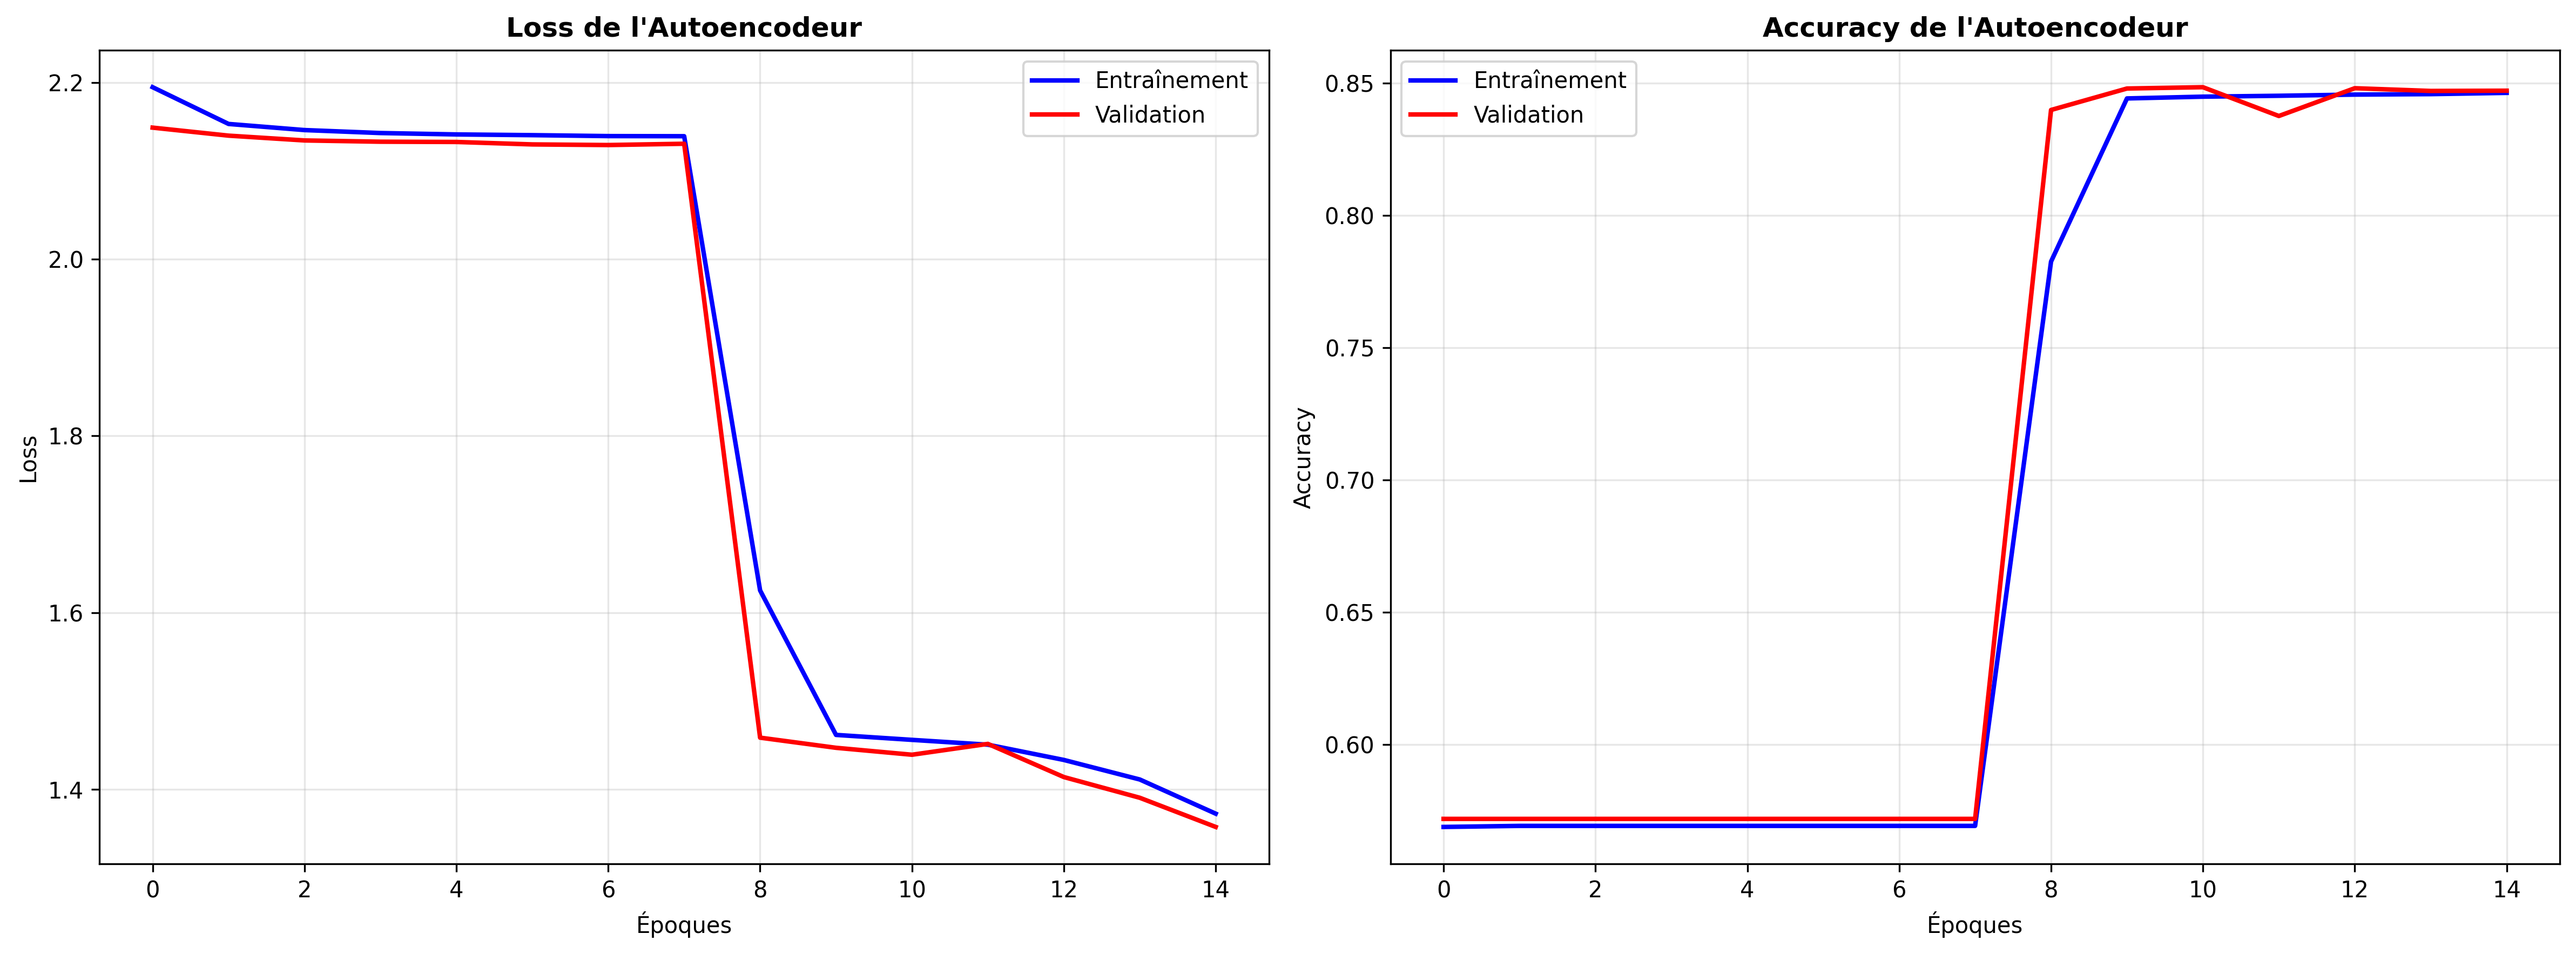 Loss de l'Autoencodeur
Entraînement
Validation
2.2
2.0
1.8
1.6
1.4
Loss
0 2 4 6 8 10 12 14
Époques
Accuracy de l'Autoencodeur
Entraînement
Validation
0.85
0.80
0.75
0.70
0.65
0.60
Accuracy
0 2 4 6 8 10 12 14
Époques